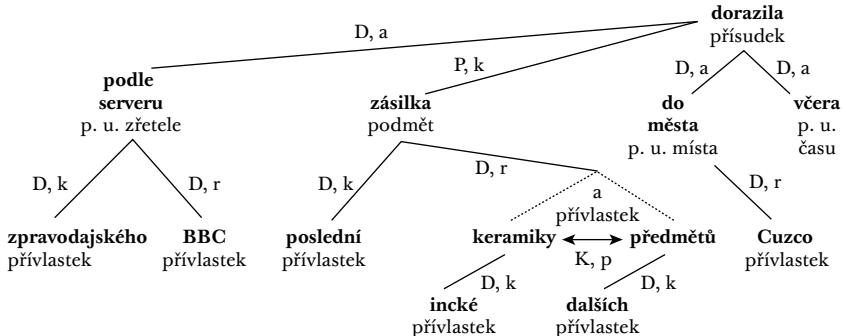 dorazila
přísudek
D, a
P, k
D, a
D, a
podle
serveru
p. u. zřetele
zásilka
podmět
do
města
p. u. místa
včera
p. u.
času
D, k
D, r
D, k
D, r
D, r
a
přívlastek
zpravodajského
přívlastek
BBC
přívlastek
poslední
přívlastek
keramiky
předmětů
K, p
Cuzco
přívlastek
D, k
D, k
incké
přívlastek
dalších
přívlastek